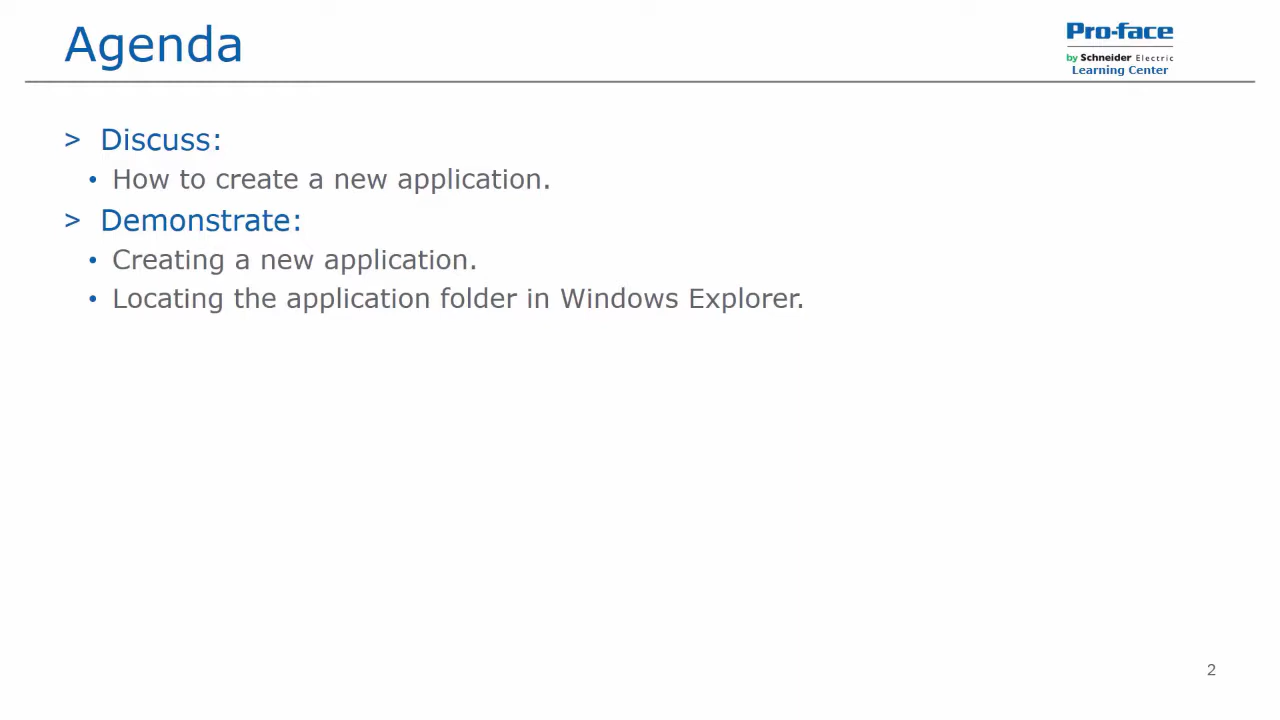 Agenda
Pro-face
by Schneider Electric
Learning Center
> Discuss:
• How to create a new application.
> Demonstrate:
• Creating a new application.
• Locating the application folder in Windows Explorer.
2